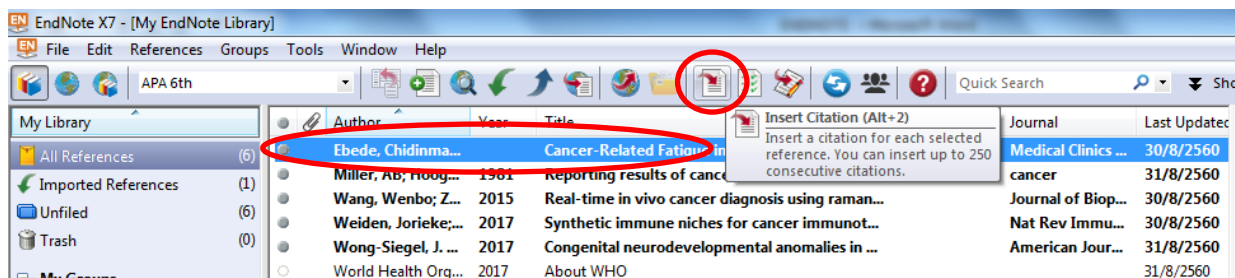 EndNote X7 - [My EndNote Library]
File Edit References Groups Tools Window Help
APA 6th
Quick Search
Sho
My Library
Author Year Title Journal Last Updated
Insert Citation (Alt+2)
Insert a citation for each selected
reference. You can insert up to 250
consecutive citations.
All References (6)
Ebede, Chidinma... Cancer-Related Fatigue in Medical Clinics ... 30/8/2560
Imported References (1)
Miller, AB; Hoog... 1981 Reporting results of cance cancer 31/8/2560
Unfiled (6)
Wang, Wenbo; Z... 2015 Real-time in vivo cancer diagnosis using raman... Journal of Biop... 30/8/2560
Weiden, Jorieke;... 2017 Synthetic immune niches for cancer immunot... Nat Rev Immu... 30/8/2560
Trash (0)
Wong-Siegel, J. ... 2017 Congenital neurodevelopmental anomalies in ... American Jour... 31/8/2560
My Groups
World Health Org... 2017 About WHO 31/8/2560